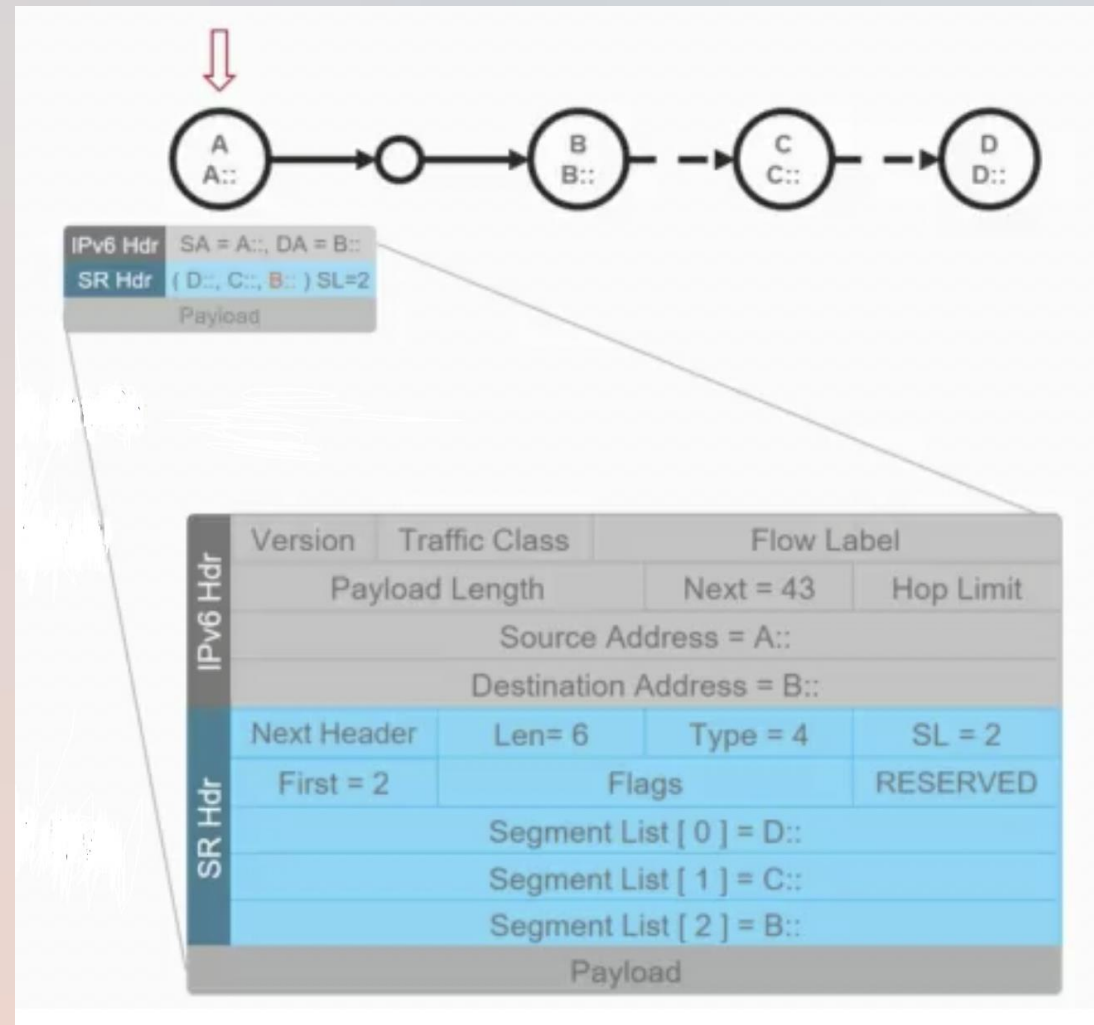 A
A::
B
B::
C
C::
D
D::
IPv6 Hdr SA = A::, DA = B::
SR Hdr ( D::, C::, B:: ) SL=2
Payload
IPv6 Hdr
Version Traffic Class Flow Label
Payload Length Next = 43 Hop Limit
Source Address = A::
Destination Address = B::
SR Hdr
Next Header Len= 6 Type = 4 SL = 2
First = 2 Flags RESERVED
Segment List [ 0 ] = D::
Segment List [ 1 ] = C::
Segment List [ 2 ] = B::
Payload